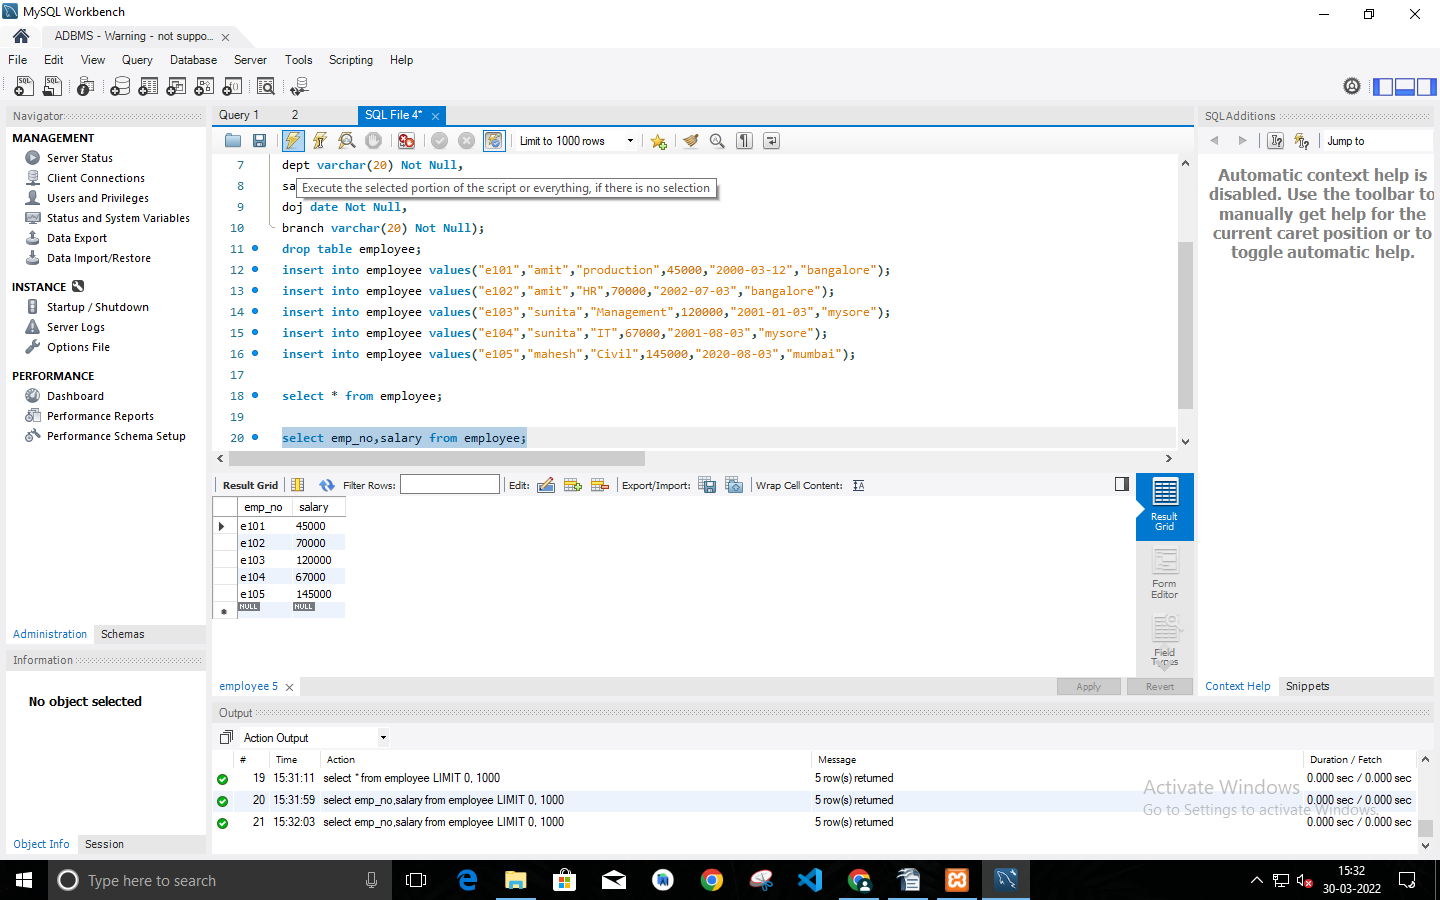 MySQL Workbench
ADBMS - Warning - not suppo...
File Edit View Query Database Server Tools Scripting Help
Navigator
MANAGEMENT
Server Status
Client Connections
Users and Privileges
Status and System Variables
Data Export
Data Import/Restore
INSTANCE
Startup / Shutdown
Server Logs
Options File
PERFORMANCE
Dashboard
Performance Reports
Performance Schema Setup
Administration Schemas
Information
No object selected
Object Info Session
Query 1 2 SQL File 4*
Limit to 1000 rows
7 dept varchar(20) Not Null,
8 sa
Execute the selected portion of the script or everything, if there is no selection
9 doj date Not Null,
10 branch varchar(20) Not Null);
11 drop table employee;
12 insert into employee values("e101","amit","production",45000,"2000-03-12","bangalore");
13 insert into employee values("e102","amit","HR",70000,"2002-07-03","bangalore");
14 insert into employee values("e103","sunita","Management",120000,"2001-01-03","mysore");
15 insert into employee values("e104","sunita","IT",67000,"2001-08-03","mysore");
16 insert into employee values("e105","mahesh","Civil",145000,"2020-08-03","mumbai");
17
18 select * from employee;
19
20 select emp_no,salary from employee;
Result Grid Filter Rows: Edit: Export/Import: Wrap Cell Content:
emp_no salary
e101 45000
e102 70000
e103 120000
e104 67000
e105 145000
NULL NULL
Result Grid
Form Editor
Field Types
employee 5
Apply Revert
SQLAdditions
Jump to
Automatic context help is
disabled. Use the toolbar to
manually get help for the
current caret position or to
toggle automatic help.
Context Help Snippets
Output
Action Output
# Time Action Message Duration / Fetch
19 15:31:11 select * from employee LIMIT 0, 1000 5 row(s) returned 0.000 sec / 0.000 sec
20 15:31:59 select emp_no,salary from employee LIMIT 0, 1000 5 row(s) returned 0.000 sec / 0.000 sec
21 15:32:03 select emp_no,salary from employee LIMIT 0, 1000 5 row(s) returned 0.000 sec / 0.000 sec
Activate Windows
Go to Settings to activate Windows.
Type here to search
15:32
30-03-2022